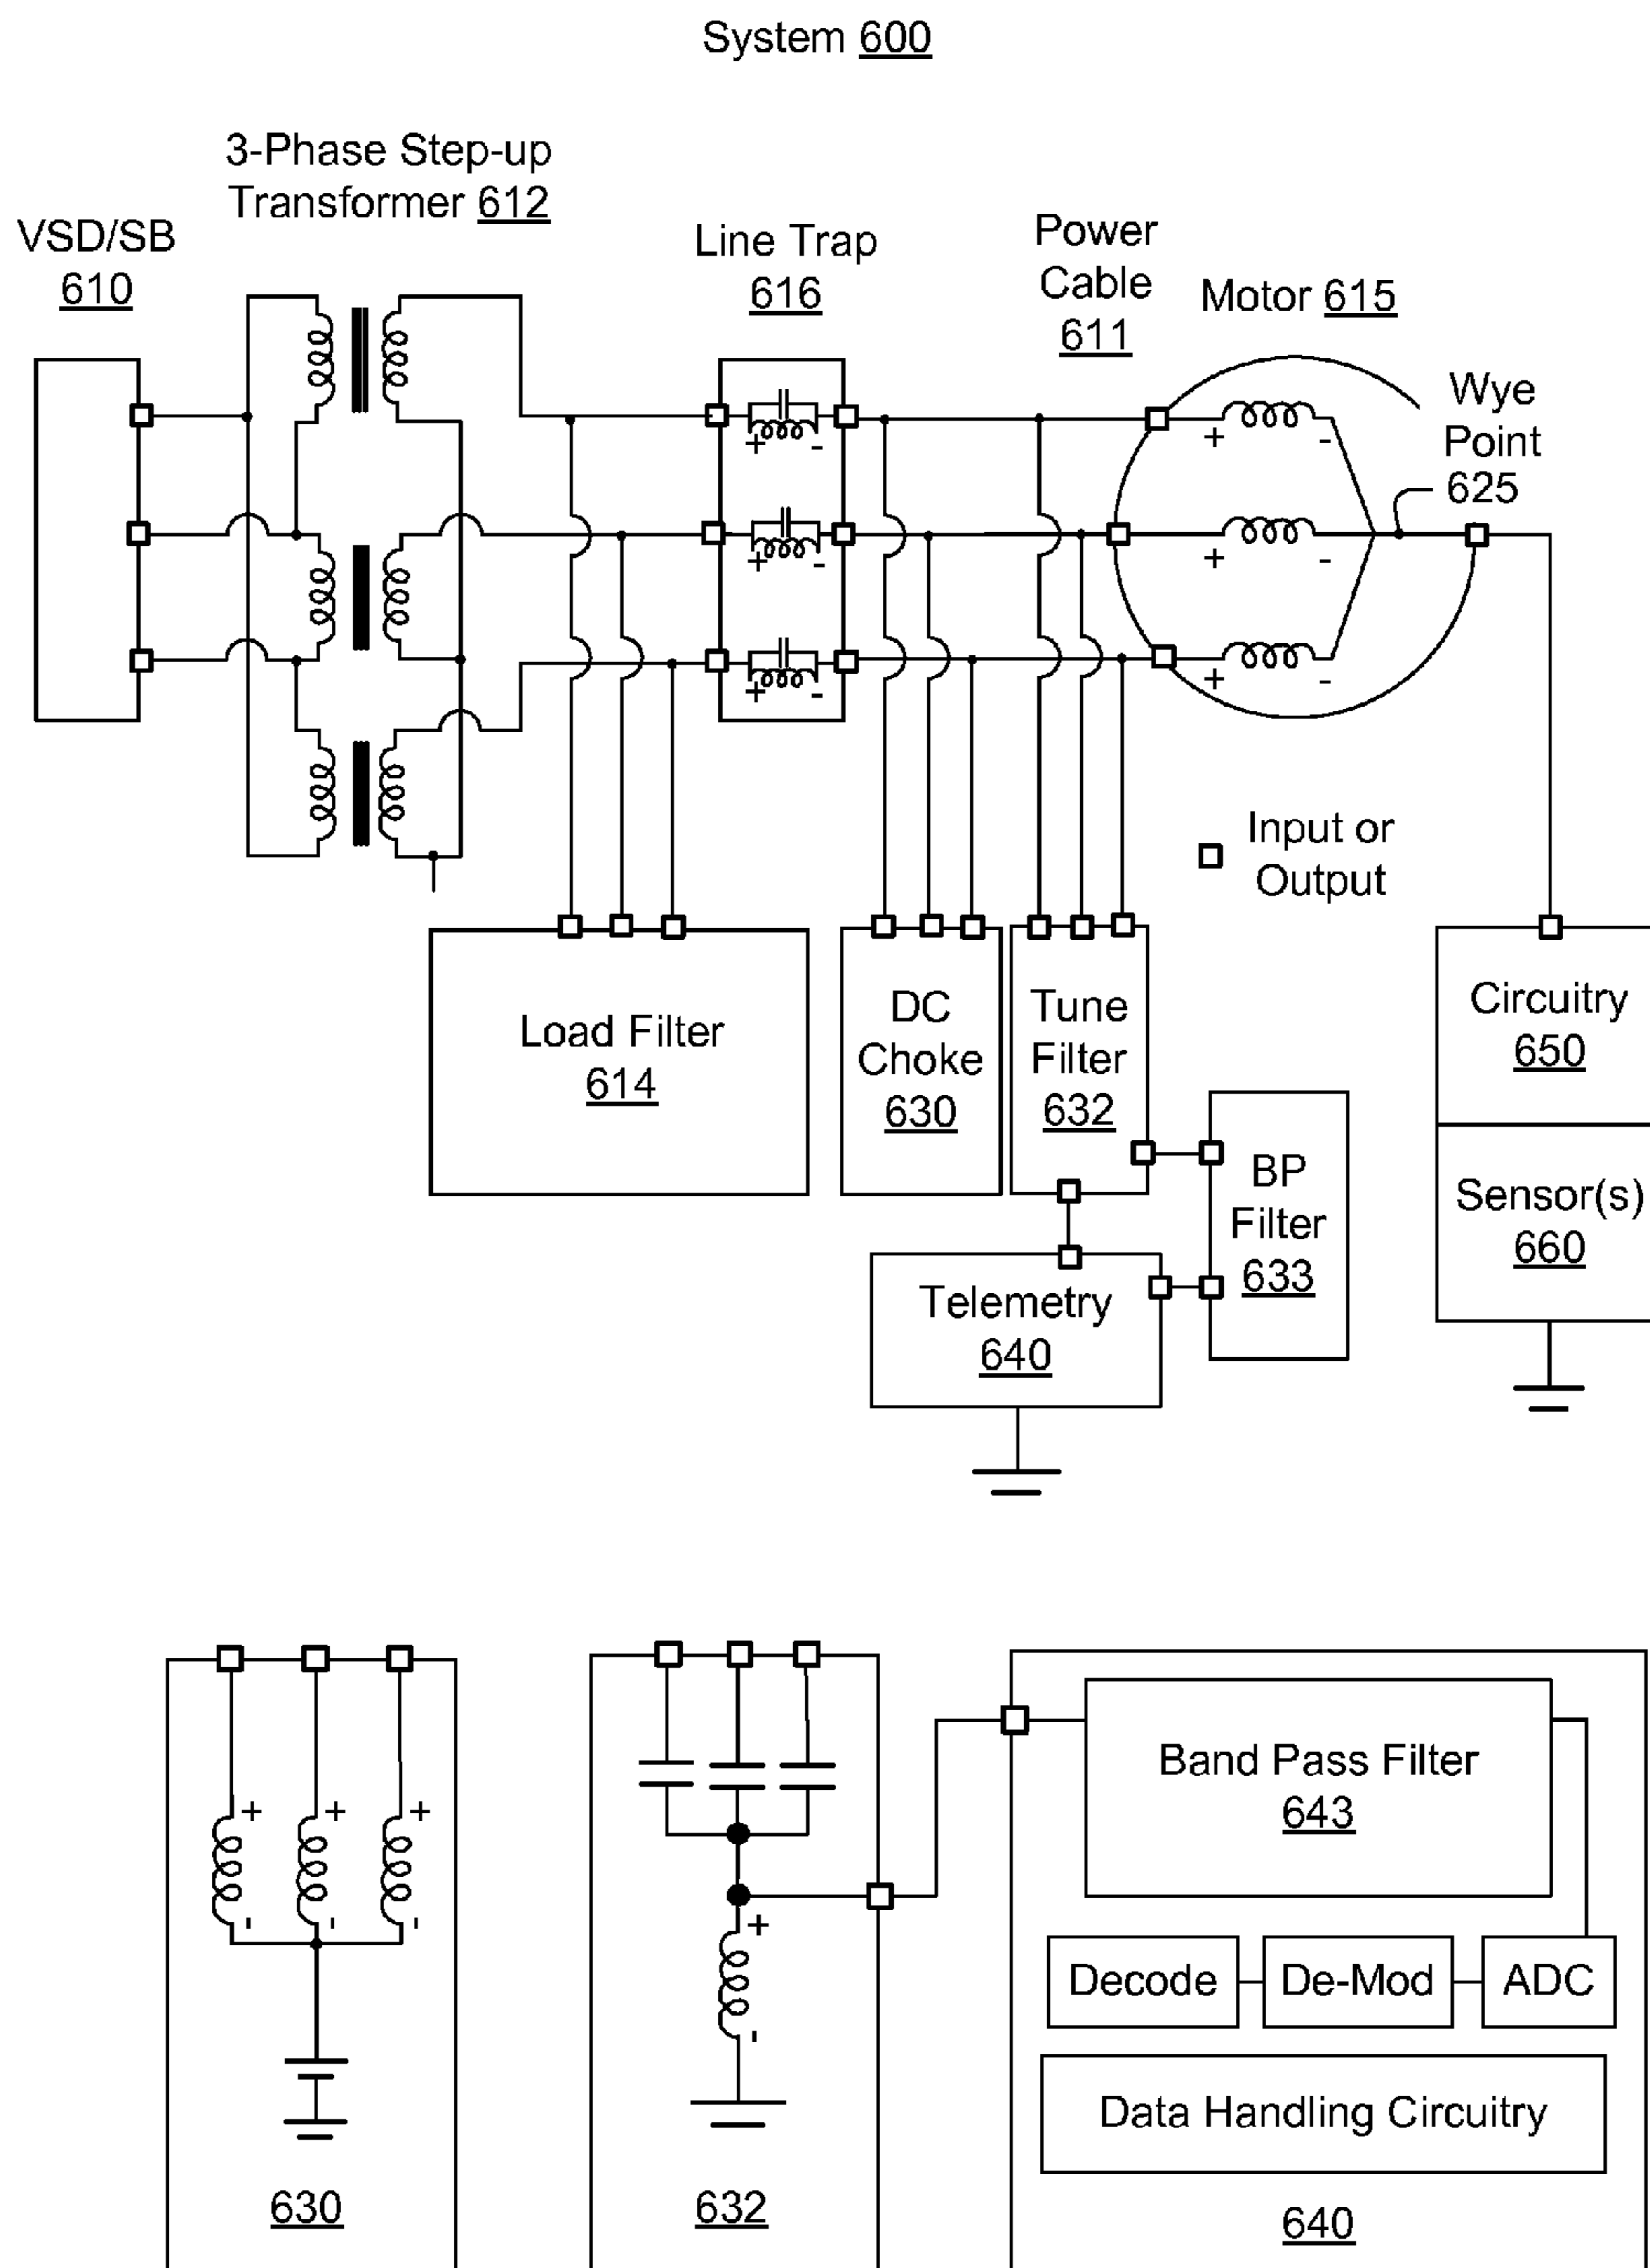 System 600
3-Phase Step-up
Transformer 612
VSD/SB
610
Line Trap
616
Power
Cable
611
Motor 615
Wye
Point
625
+ -
+ -
+ -
+ -
+ -
+ -
Input or
Output
Load Filter
614
DC
Choke
630
Tune
Filter
632
BP
Filter
633
Telemetry
640
Circuitry
650
Sensor(s)
660
+ + +
- - -
630
+
-
632
Band Pass Filter
643
Decode
De-Mod
ADC
Data Handling Circuitry
640